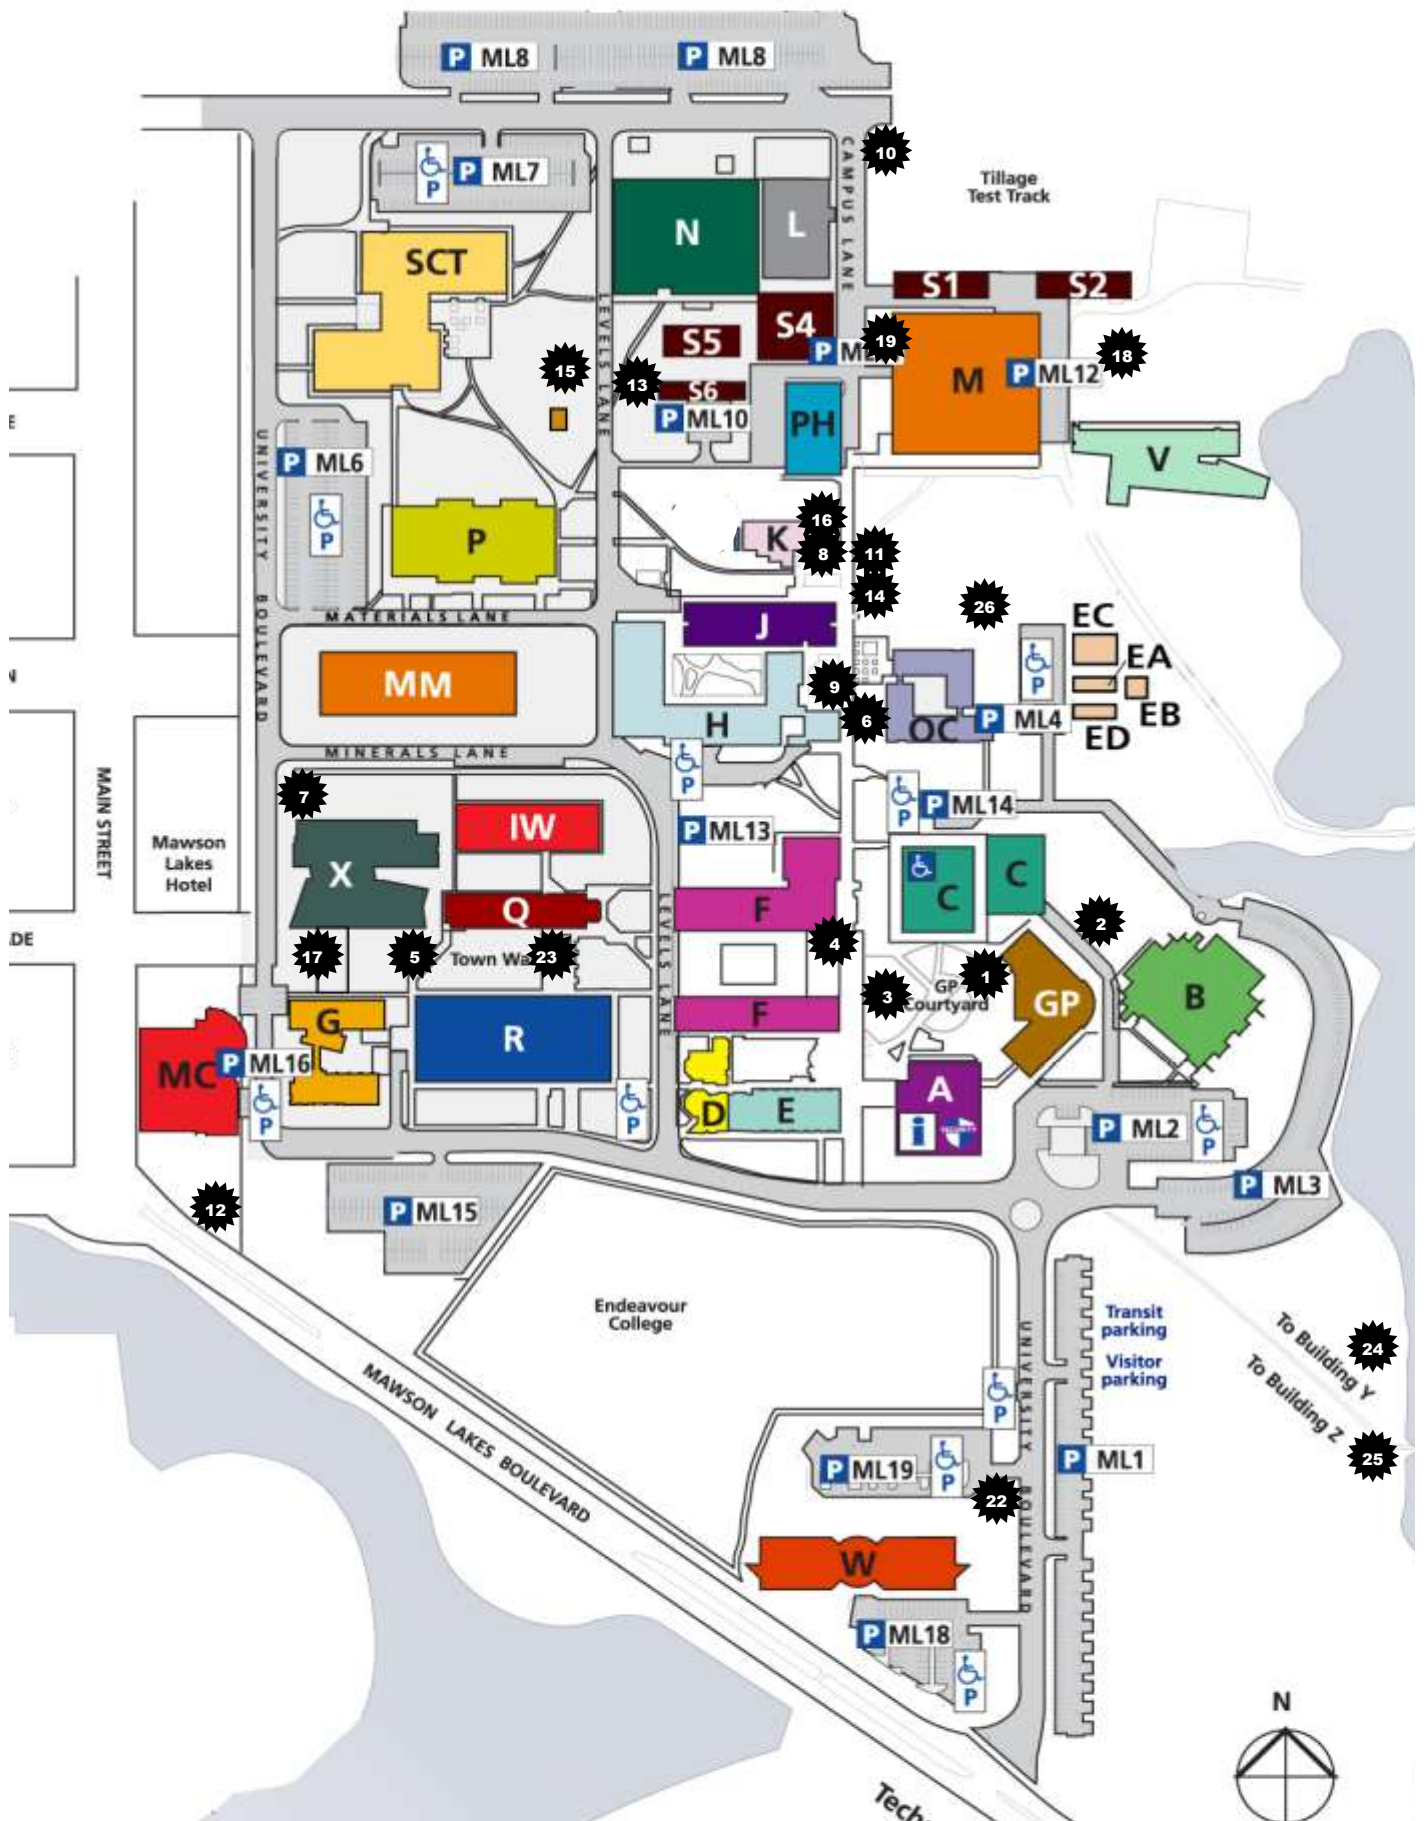 P ML8
P ML8
P ML7
10
CAMPUS LANE
Tillage
Test Track
N
L
SCT
S1
S2
S4
S5
P
19
M
P ML12
18
LEVELS LANE
15
13
S6
P ML10
PH
UNIVERSITY
P ML6
V
P
P
16
K
8
11
14
26
MATERIALS LANE
J
EC
EA
EB
ED
P
BOULEVARD
MM
9
6
H
OC
P ML4
MINERALS LANE
P
P
P ML14
7
MAIN STREET
Mawson
Lakes
Hotel
IW
P ML13
X
Q
F
C
C
2
DE
17
5
Town
23
4
LEVELS LANE
1
3
GP
Courtyard
GP
B
G
R
F
MC
P ML16
P
P
D
E
A
i
P ML2
P
P ML3
12
P ML15
Endeavour
College
Transit
parking
Visitor
parking
To Building Y
24
To Building Z
25
UNIVERSITY
P
MAWSON LAKES BOULEVARD
P ML19
P
P ML1
22
BOULEVARD
W
P ML18
P
N